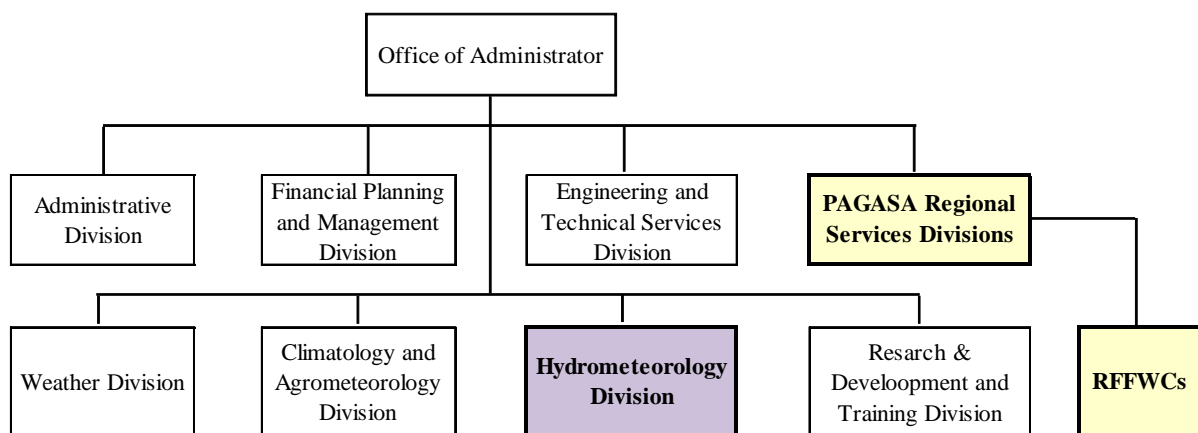 Office of Administrator
Administrative
Division
Financial Planning
and Management
Division
Engineering and
Technical Services
Division
PAGASA Regional
Services Divisions
Weather Division
Climatology and
Agrometeorology
Division
Hydrometeorology
Division
Resarch &
Develoopment and
Training Division
RFFWCs